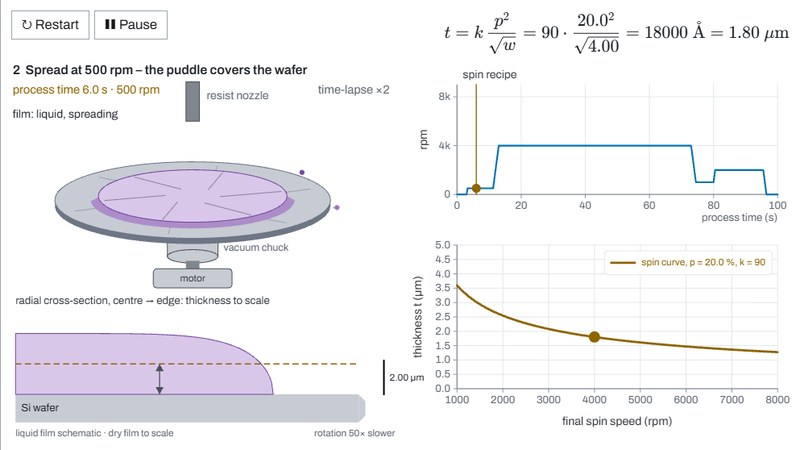 ↻ Restart
Pause
t = k p²/√w = 90 · 20.0²/√4.00 = 18000 Å = 1.80 μm
2 Spread at 500 rpm – the puddle covers the wafer
process time 6.0 s · 500 rpm
resist nozzle
time-lapse ×2
film: liquid, spreading
vacuum chuck
motor
radial cross-section, centre → edge: thickness to scale
2.00 μm
Si wafer
liquid film schematic · dry film to scale
rotation 50× slower
spin recipe
8k
4k
0
rpm
0 20 40 60 80 100
process time (s)
5.0
4.5
4.0
3.5
3.0
2.5
2.0
1.5
1.0
0.5
0.0
thickness t (μm)
spin curve, p = 20.0 %, k = 90
1000 2000 3000 4000 5000 6000 7000 8000
final spin speed (rpm)